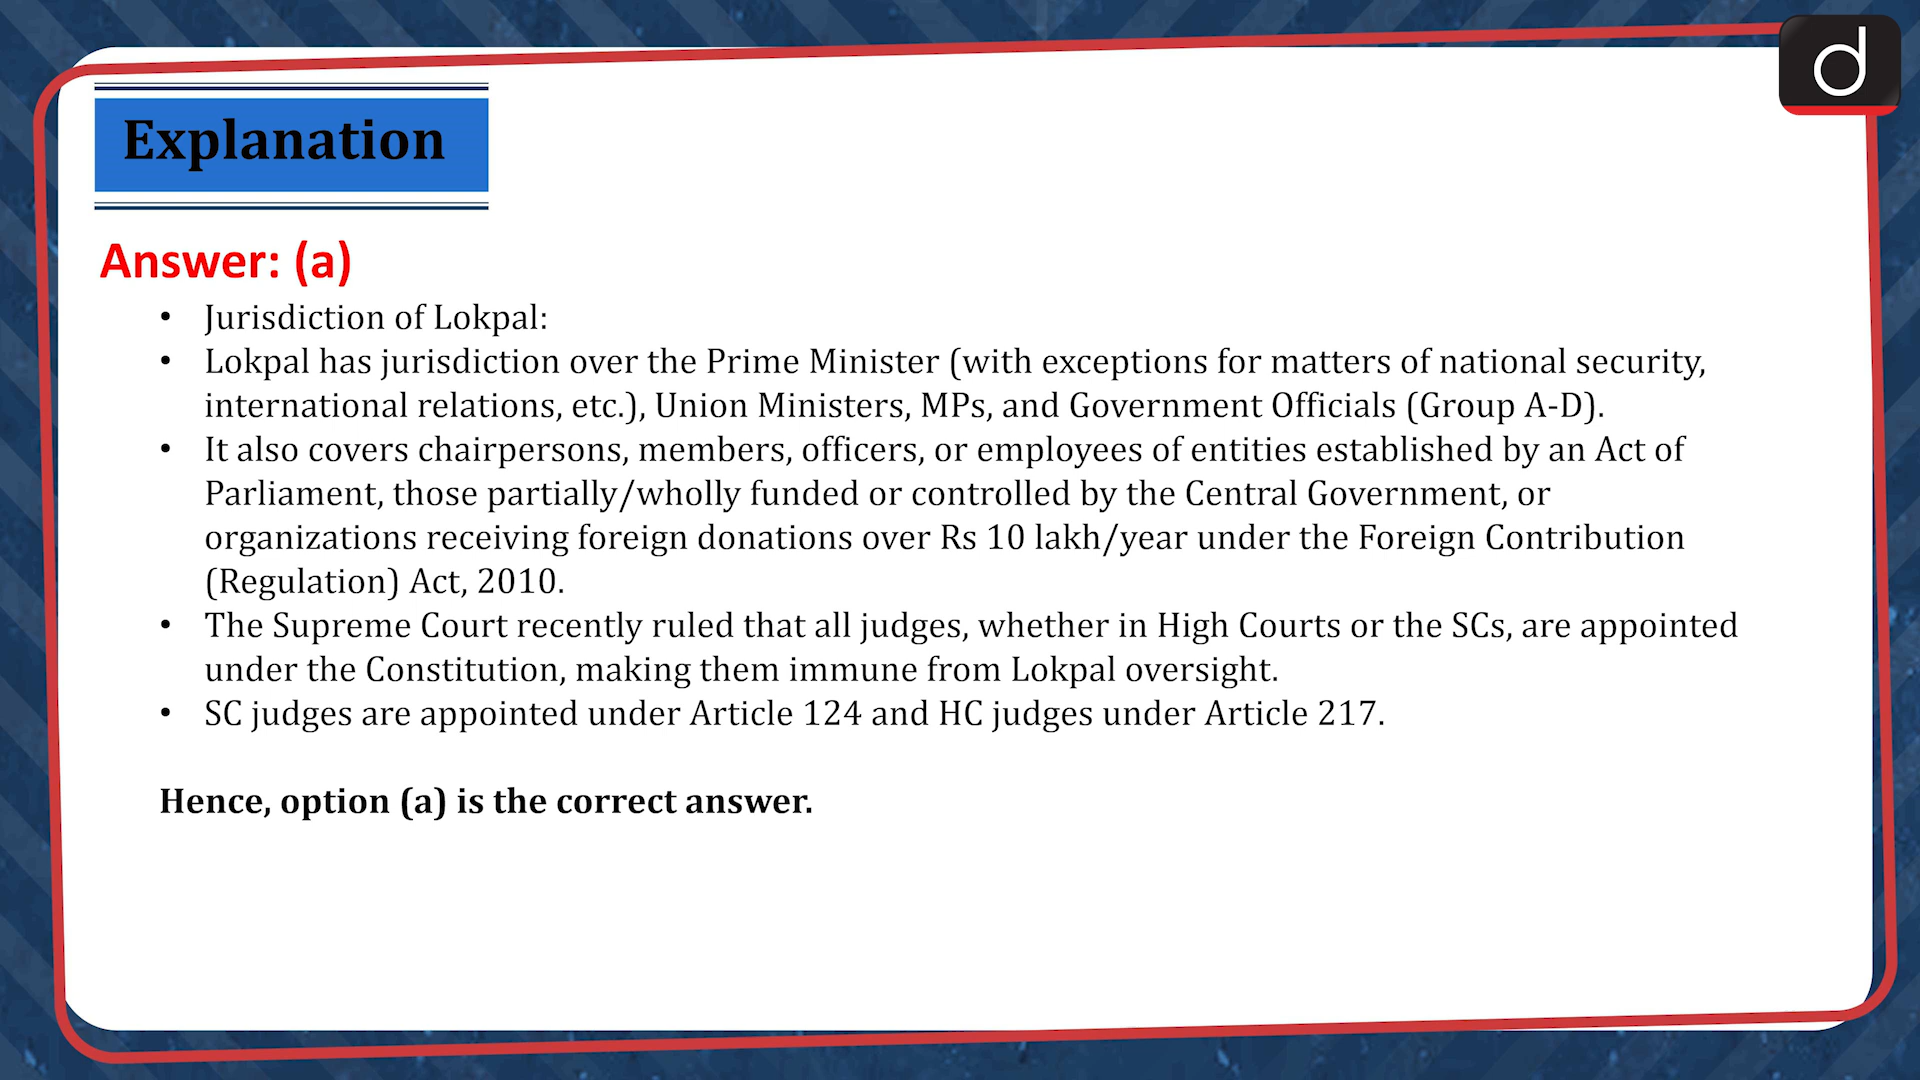 Explanation
Answer: (a)
• Jurisdiction of Lokpal:
• Lokpal has jurisdiction over the Prime Minister (with exceptions for matters of national security,
international relations, etc.), Union Ministers, MPs, and Government Officials (Group A-D).
• It also covers chairpersons, members, officers, or employees of entities established by an Act of
Parliament, those partially/wholly funded or controlled by the Central Government, or
organizations receiving foreign donations over Rs 10 lakh/year under the Foreign Contribution
(Regulation) Act, 2010.
• The Supreme Court recently ruled that all judges, whether in High Courts or the SCs, are appointed
under the Constitution, making them immune from Lokpal oversight.
• SC judges are appointed under Article 124 and HC judges under Article 217.
Hence, option (a) is the correct answer.
d